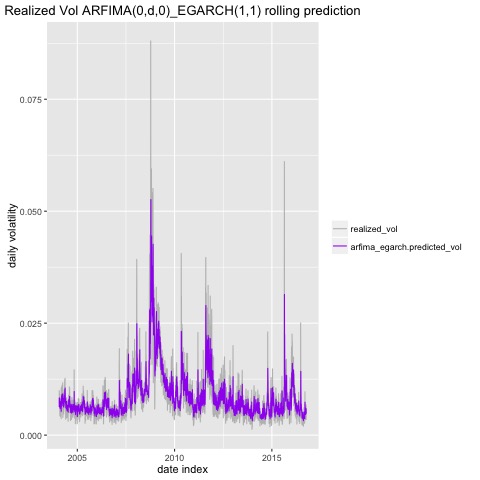 Realized Vol ARFIMA(0,d,0)_EGARCH(1,1) rolling prediction
0.075
0.050
0.025
0.000
daily volatility
2005
2010
2015
date index
realized_vol
arfima_egarch.predicted_vol